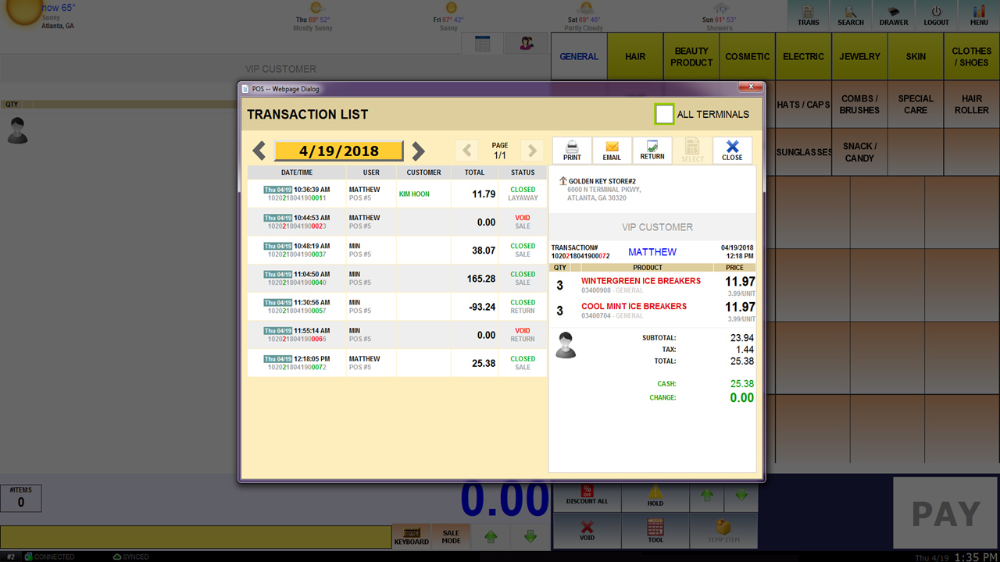 now 65°
Sunny
Atlanta, GA
Thu 69° 52°
Mostly Sunny
Fri 67° 42°
Sunny
Sat 69° 46°
Partly Cloudy
Sun 61° 53°
Showers
TRANS
SEARCH
DRAWER
LOGOUT
MENU
VIP CUSTOMER
QTY
GENERAL
HAIR
BEAUTY PRODUCT
COSMETIC
ELECTRIC
JEWELRY
SKIN
CLOTHES / SHOES
HATS / CAPS
COMBS / BRUSHES
SPECIAL CARE
HAIR ROLLER
SUNGLASSES
SNACK / CANDY
POS -- Webpage Dialog
x
TRANSACTION LIST
ALL TERMINALS
4/19/2018
PAGE
1/1
PRINT
EMAIL
RETURN
SELECT
CLOSE
DATE/TIME USER CUSTOMER TOTAL STATUS
Thu 04/19 10:36:39 AM MATTHEW KIM HOON 11.79 CLOSED
102021804190011 POS #5 LAYAWAY
Thu 04/19 10:44:53 AM MATTHEW 0.00 VOID
102021804190023 POS #5 SALE
Thu 04/19 10:48:19 AM MIN 38.07 CLOSED
102021804190037 POS #5 SALE
Thu 04/19 11:04:50 AM MIN 165.28 CLOSED
102021804190040 POS #5 SALE
Thu 04/19 11:30:56 AM MIN -93.24 CLOSED
102021804190057 POS #5 RETURN
Thu 04/19 11:55:14 AM MIN 0.00 VOID
102021804190066 POS #5 RETURN
Thu 04/19 12:18:05 PM MATTHEW 25.38 CLOSED
102021804190072 POS #5 SALE
GOLDEN KEY STORE#2
6000 N TERMINAL PKWY,
ATLANTA, GA 30320
VIP CUSTOMER
TRANSACTION# MATTHEW 04/19/2018
102021804190072 12:18 PM
QTY PRODUCT PRICE
3 WINTERGREEN ICE BREAKERS 11.97
03400908 - GENERAL 3.99/UNIT
3 COOL MINT ICE BREAKERS 11.97
03400704 - GENERAL 3.99/UNIT
SUBTOTAL: 23.94
TAX: 1.44
TOTAL: 25.38
CASH: 25.38
CHANGE: 0.00
#ITEMS
0
0.00
KEYBOARD
SALE MODE
% OFF
DISCOUNT ALL
HOLD
VOID
TOOL
TEMP ITEM
PAY
#2 CONNECTED SYNCED
Thu 4/19 1:35 PM